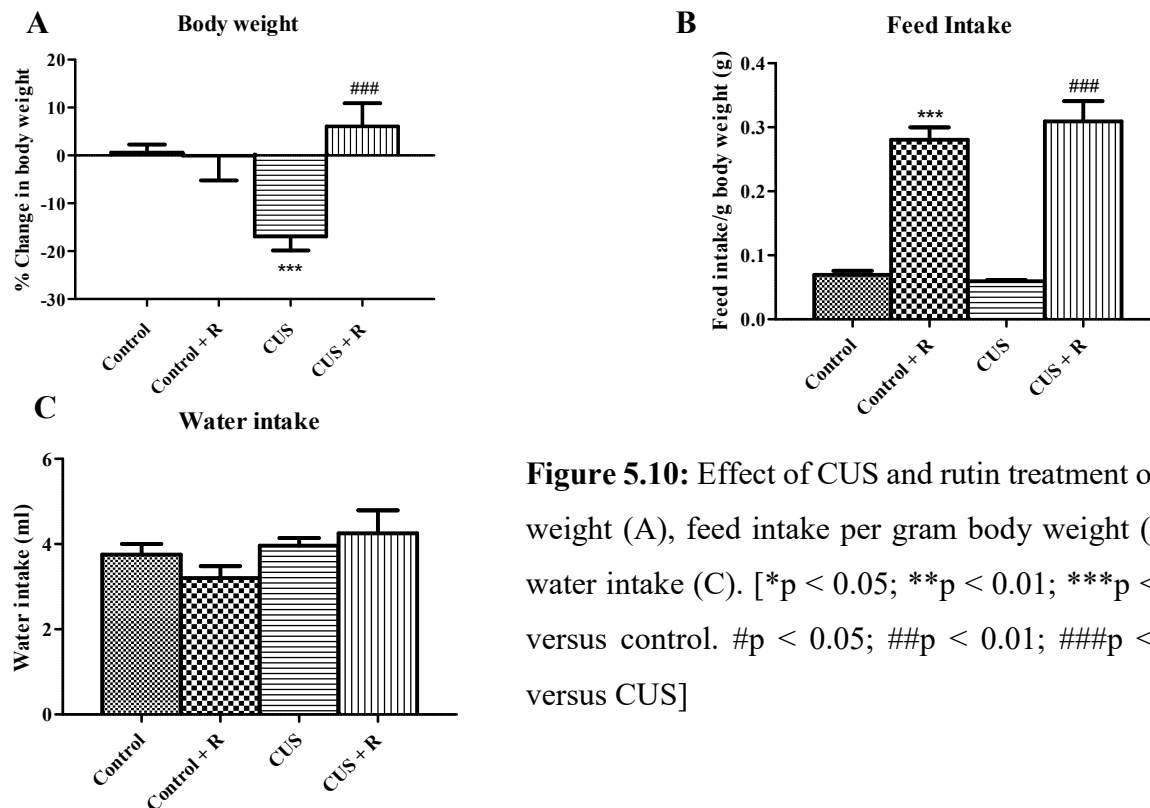 A
Body weight
% Change in body weight
20
10
0
-10
-20
-30
###
***
Control
Control + R
CUS
CUS + R
B
Feed Intake
Feed intake/g body weight (g)
0.4
0.3
0.2
0.1
0.0
***
###
Control
Control + R
CUS
CUS + R
C
Water intake
Water intake (ml)
6
4
2
0
Control
Control + R
CUS
CUS + R
Figure 5.10: Effect of CUS and rutin treatment o
weight (A), feed intake per gram body weight (
water intake (C). [*p < 0.05; **p < 0.01; ***p <
versus control. #p < 0.05; ##p < 0.01; ###p <
versus CUS]